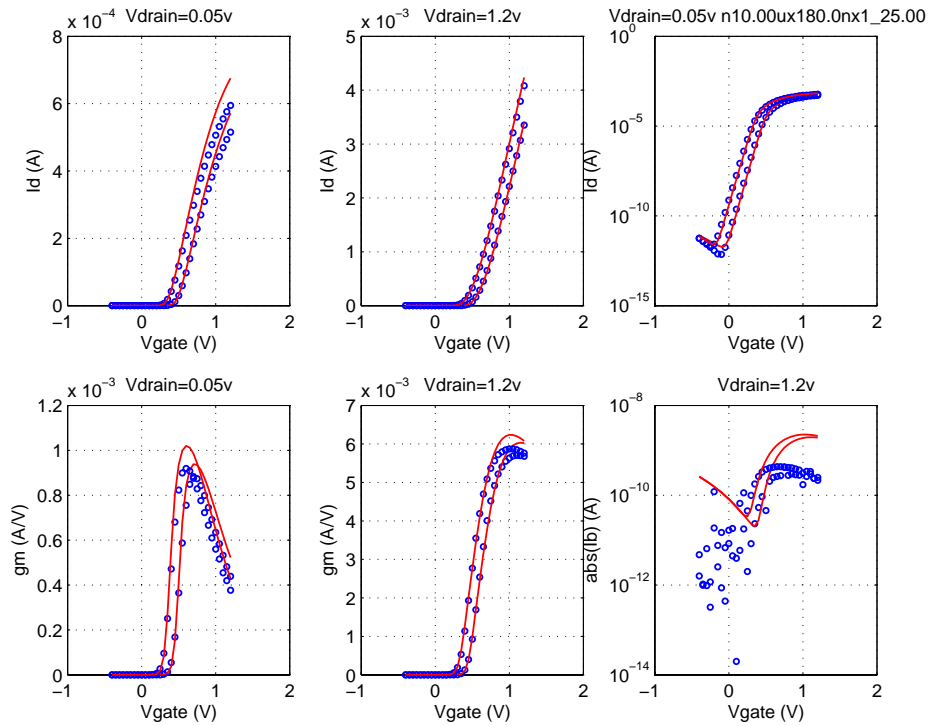 x 10−4 Vdrain=0.05v
8
6
4
2
0
Id (A)
−1 0 1 2
Vgate (V)
x 10−3 Vdrain=1.2v
5
4
3
2
1
0
Id (A)
−1 0 1 2
Vgate (V)
Vdrain=0.05v n10.00ux180.0nx1_25.00
100
10−5
10−10
10−15
Id (A)
−1 0 1 2
Vgate (V)
x 10−3 Vdrain=0.05v
1.2
1
0.8
0.6
0.4
0.2
0
gm (A/V)
−1 0 1 2
Vgate (V)
x 10−3 Vdrain=1.2v
7
6
5
4
3
2
1
0
gm (A/V)
−1 0 1 2
Vgate (V)
Vdrain=1.2v
10−8
10−10
10−12
10−14
abs(Ib) (A)
−1 0 1 2
Vgate (V)